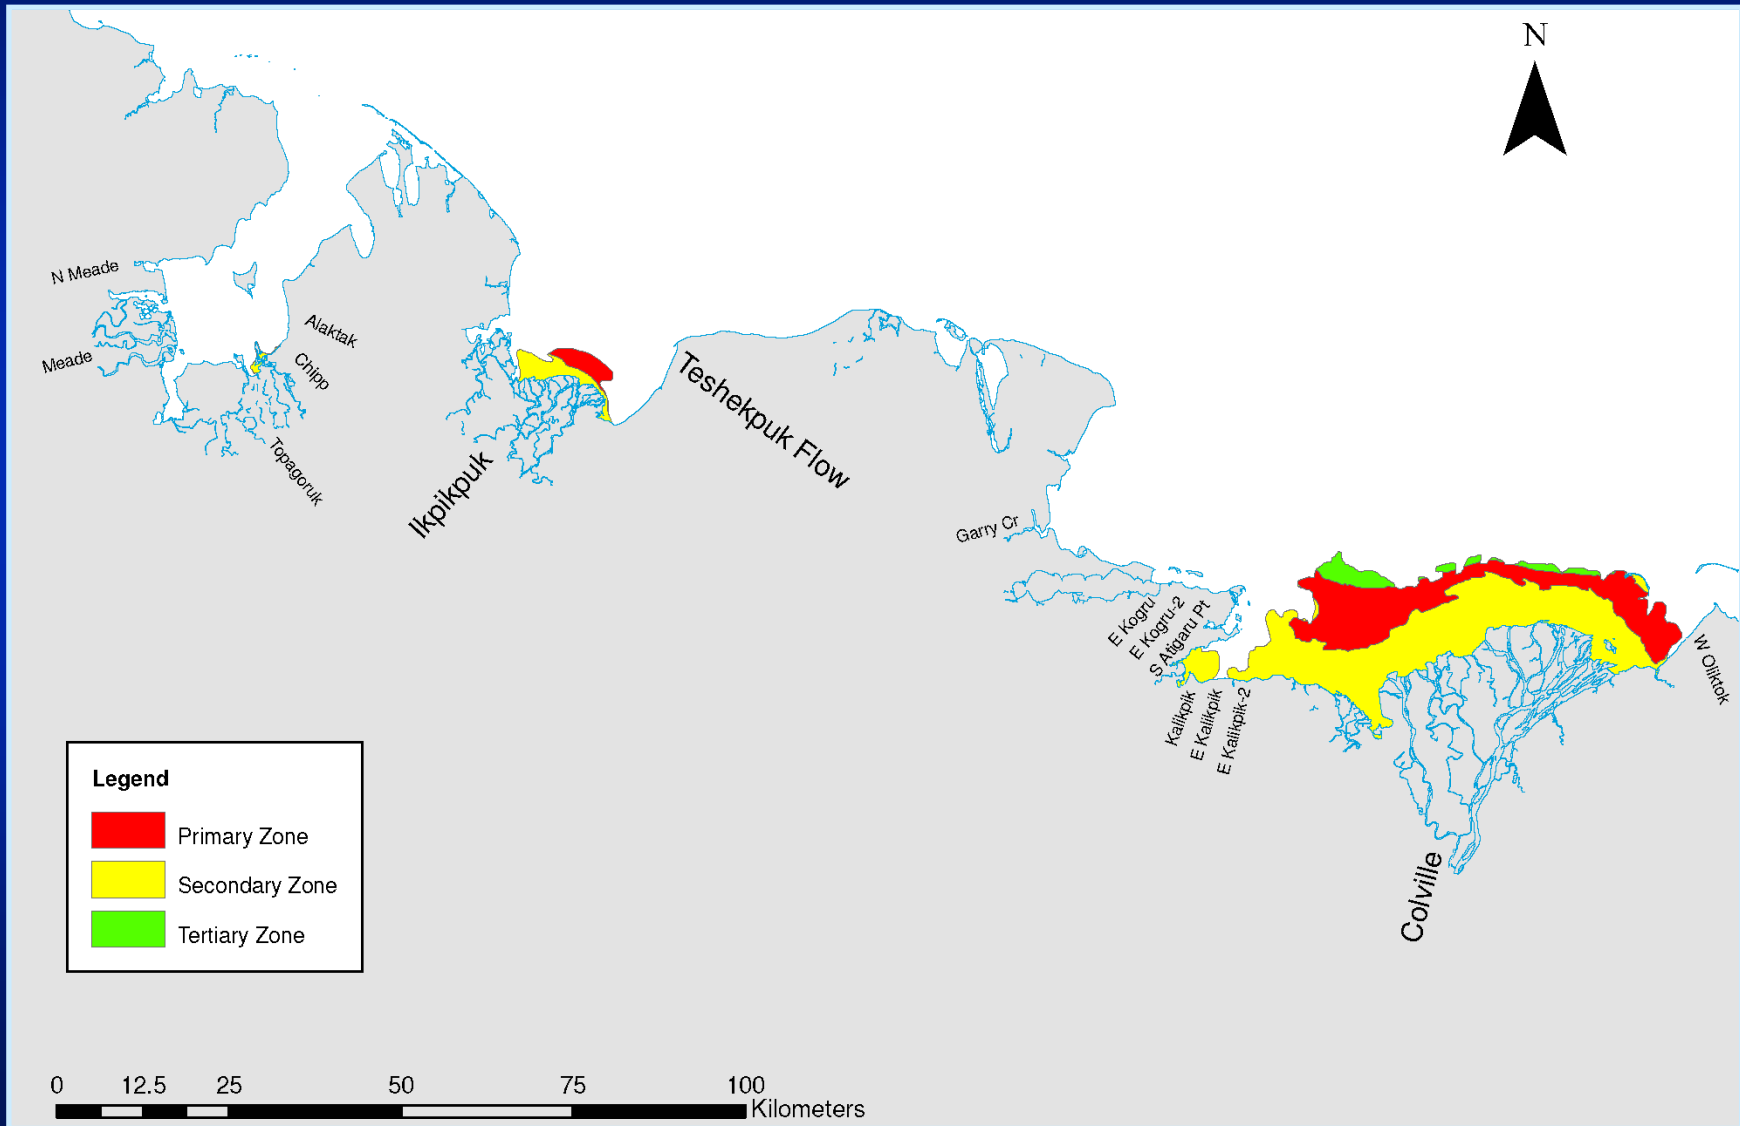 N
N Meade
Alaktak
Meade
Chipp
Topagoruk
Ikpikpuk
Teshekpuk Flow
Garry Cr
E Kogru
E Kogru-2
S Atigaru Pt
W Oliktok
Kalikpik
E Kalikpik
E Kalikpik-2
Colville
Legend
Primary Zone
Secondary Zone
Tertiary Zone
0 12.5 25 50 75 100
Kilometers